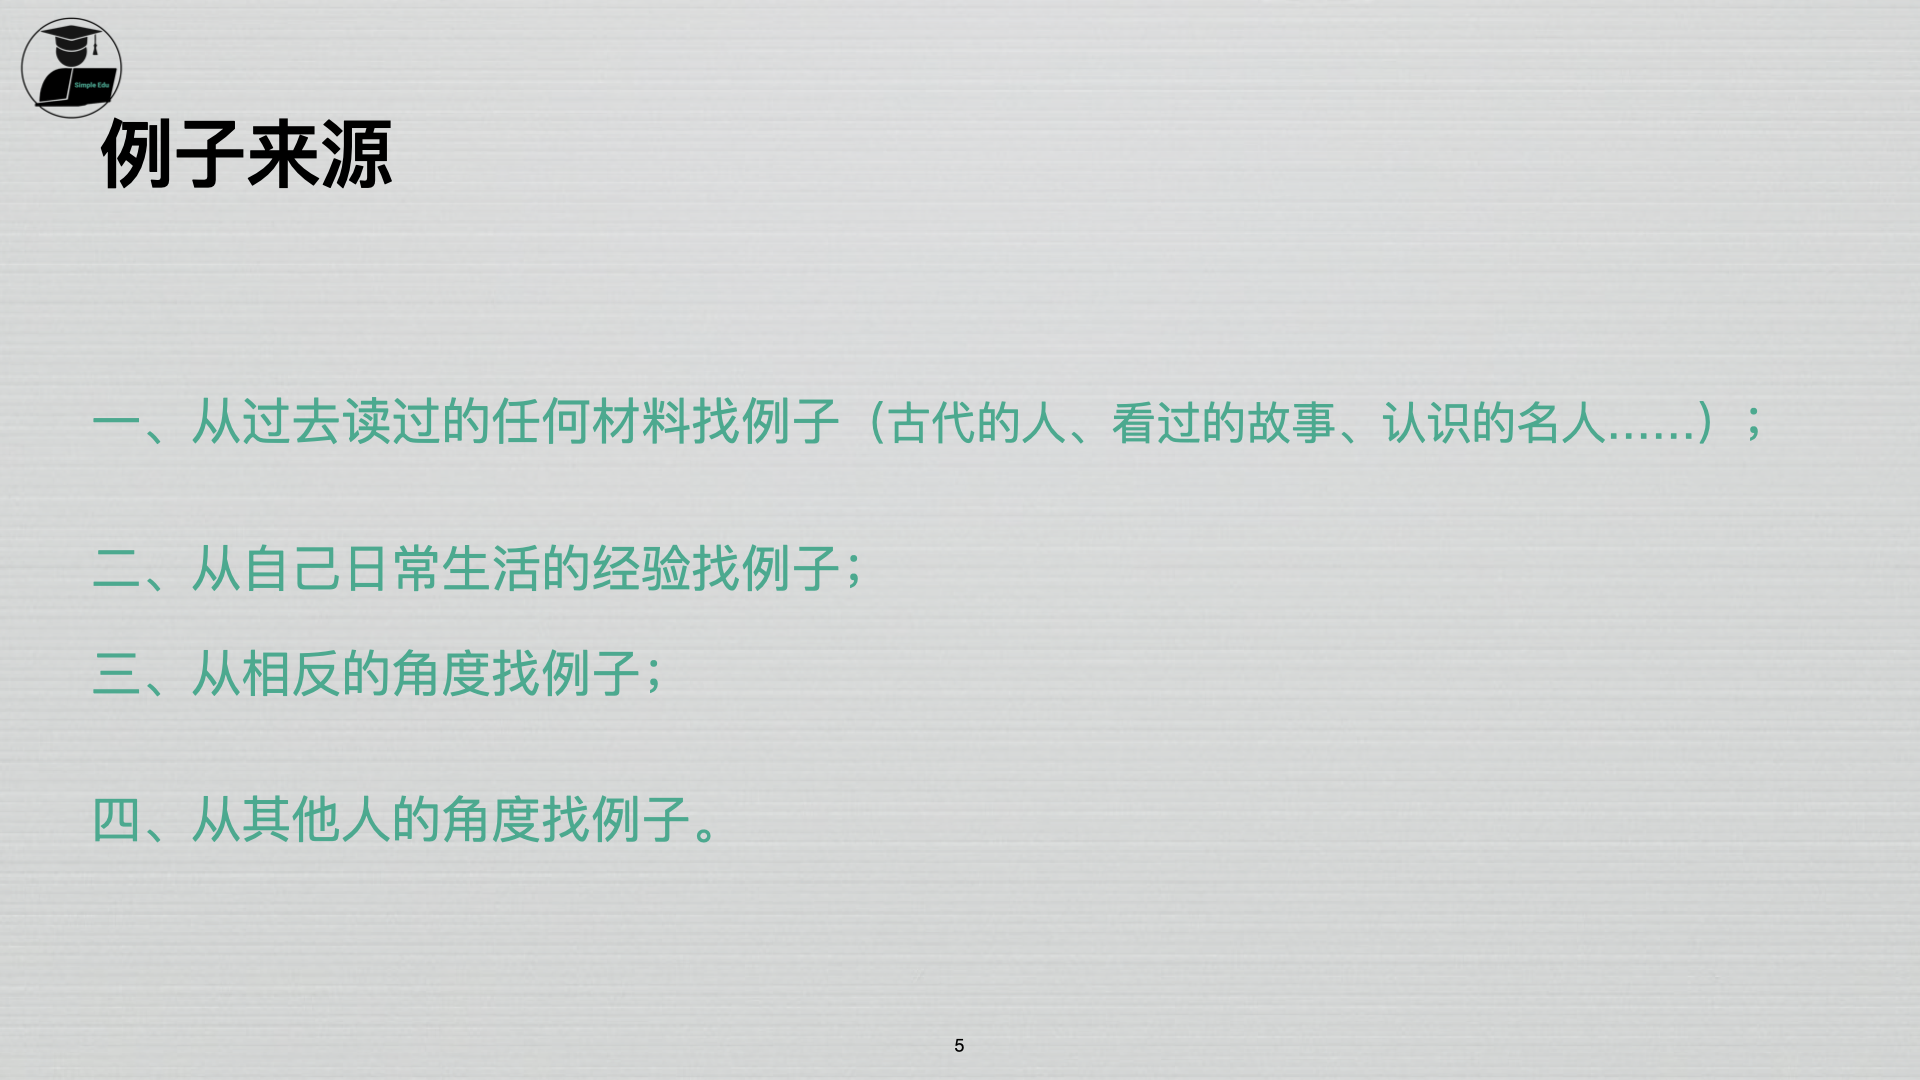 Simple Edu
例子来源
一、从过去读过的任何材料找例子（古代的人、看过的故事、认识的名人......）；
二、从自己日常生活的经验找例子；
三、从相反的角度找例子；
四、从其他人的角度找例子。
5